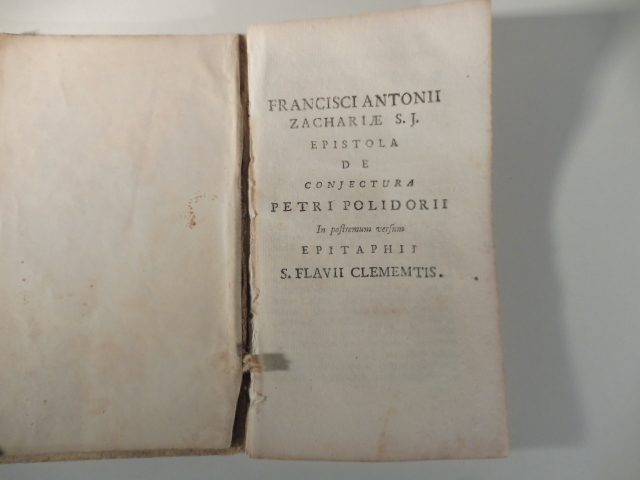 FRANCISCI ANTONII
ZACHARIÆ S. J.
EPISTOLA
DE
CONJECTURA
PETRI POLIDORII
In poſtremum verſum
EPITAPHII
S. FLAVII CLEMEMTIS.